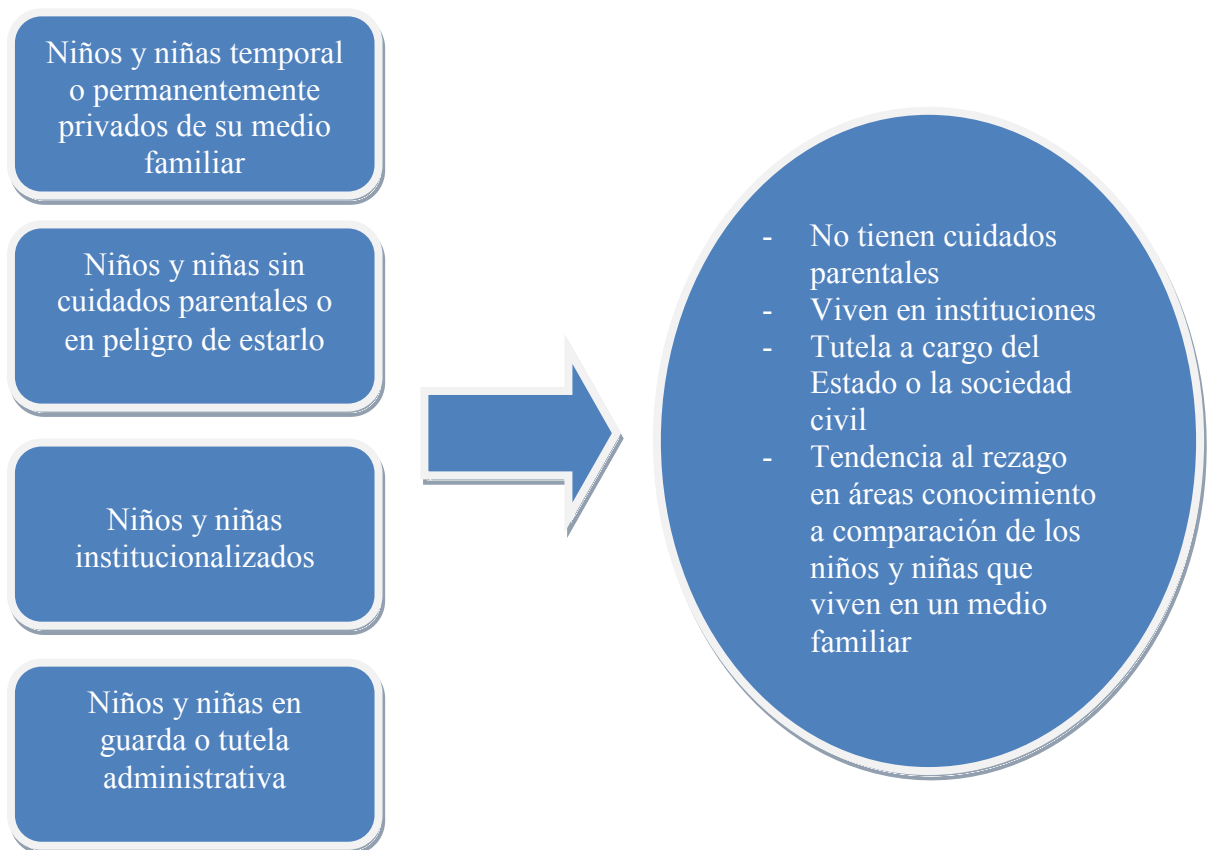 Niños y niñas temporal
o permanentemente
privados de su medio
familiar
Niños y niñas sin
cuidados parentales o
en peligro de estarlo
Niños y niñas
institucionalizados
Niños y niñas en
guarda o tutela
administrativa
- No tienen cuidados
parentales
- Viven en instituciones
- Tutela a cargo del
Estado o la sociedad
civil
- Tendencia al rezago
en áreas conocimiento
a comparación de los
niños y niñas que
viven en un medio
familiar